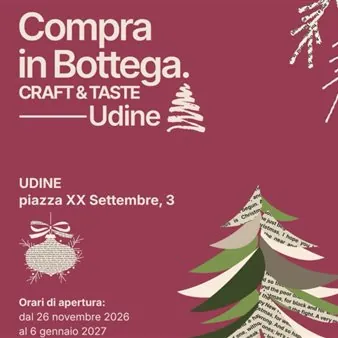 Compra
in Bottega.
CRAFT & TASTE
Udine
UDINE
piazza XX Settembre, 3
Orari di apertura:
dal 26 novembre 2026
al 6 gennaio 2027